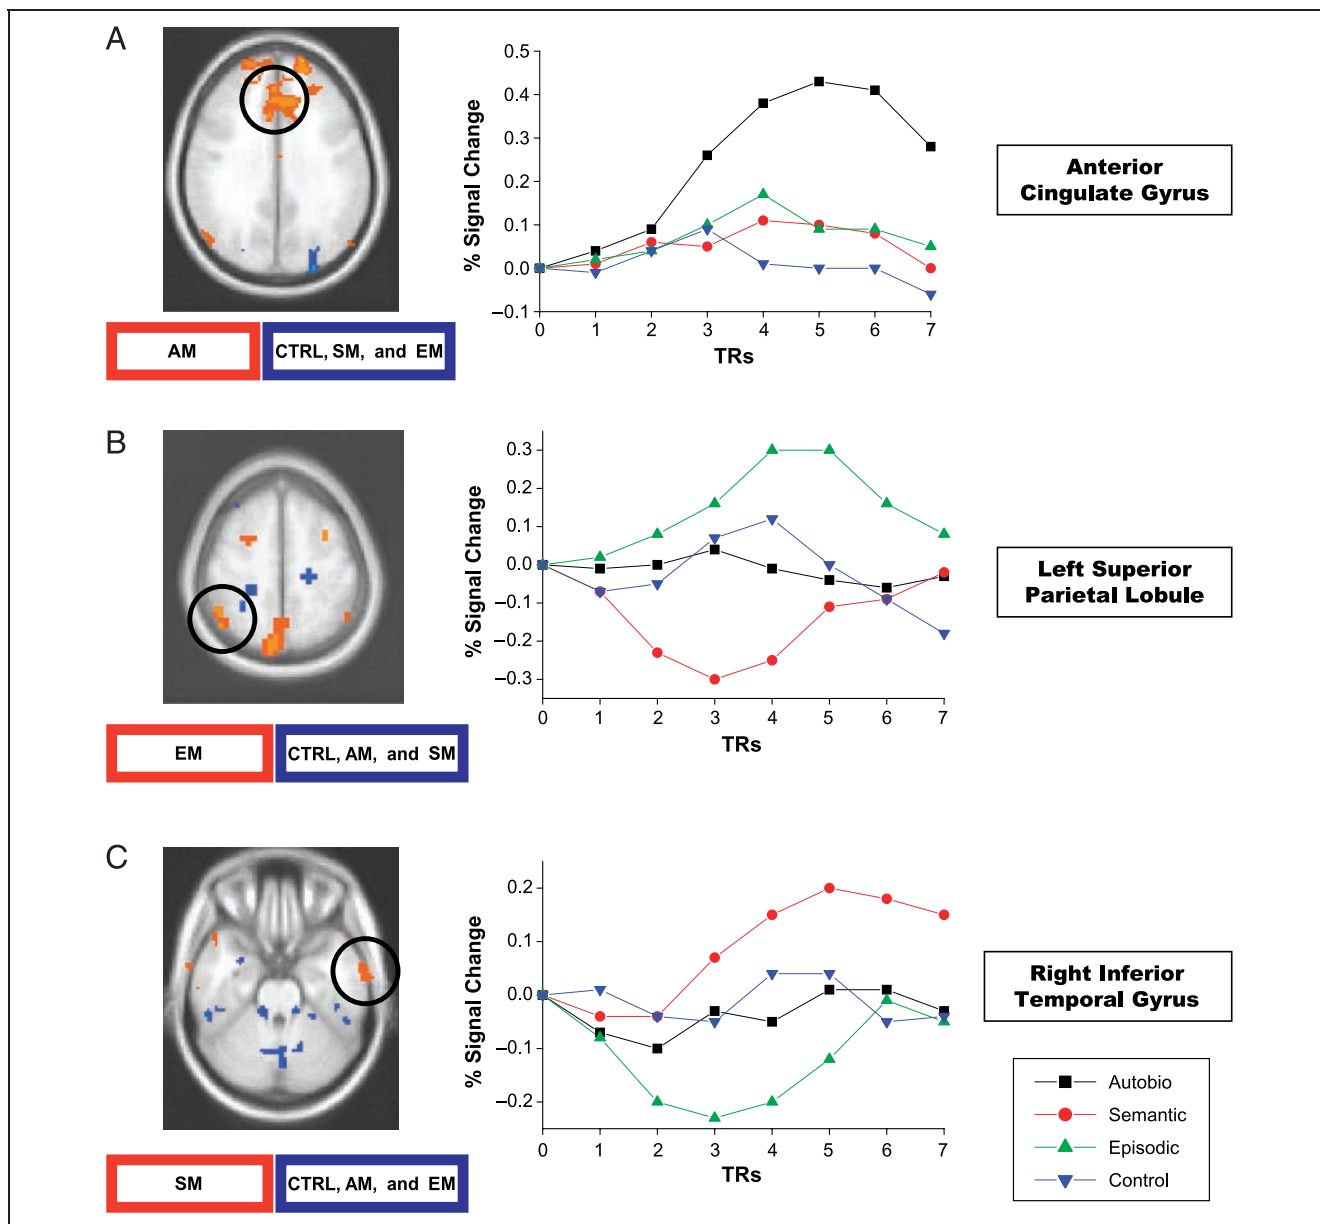 A
0.5
0.4
0.3
0.2
0.1
0.0
–0.1
% Signal Change
0 1 2 3 4 5 6 7
TRs
Anterior
Cingulate Gyrus
AM
CTRL, SM, and EM
B
0.3
0.2
0.1
0.0
–0.1
–0.2
–0.3
% Signal Change
0 1 2 3 4 5 6 7
TRs
Left Superior
Parietal Lobule
EM
CTRL, AM, and SM
C
0.2
0.1
0.0
–0.1
–0.2
% Signal Change
0 1 2 3 4 5 6 7
TRs
Right Inferior
Temporal Gyrus
Autobio
Semantic
Episodic
Control
SM
CTRL, AM, and EM